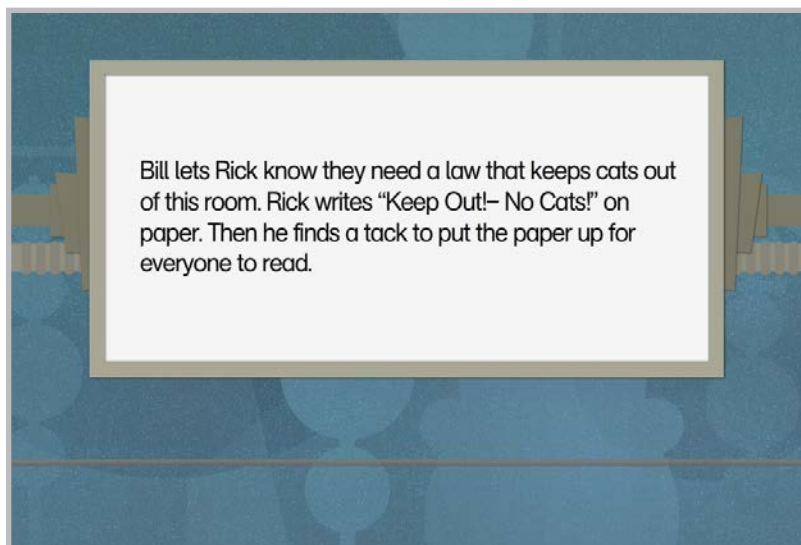 Bill lets Rick know they need a law that keeps cats out
of this room. Rick writes “Keep Out!– No Cats!” on
paper. Then he finds a tack to put the paper up for
everyone to read.